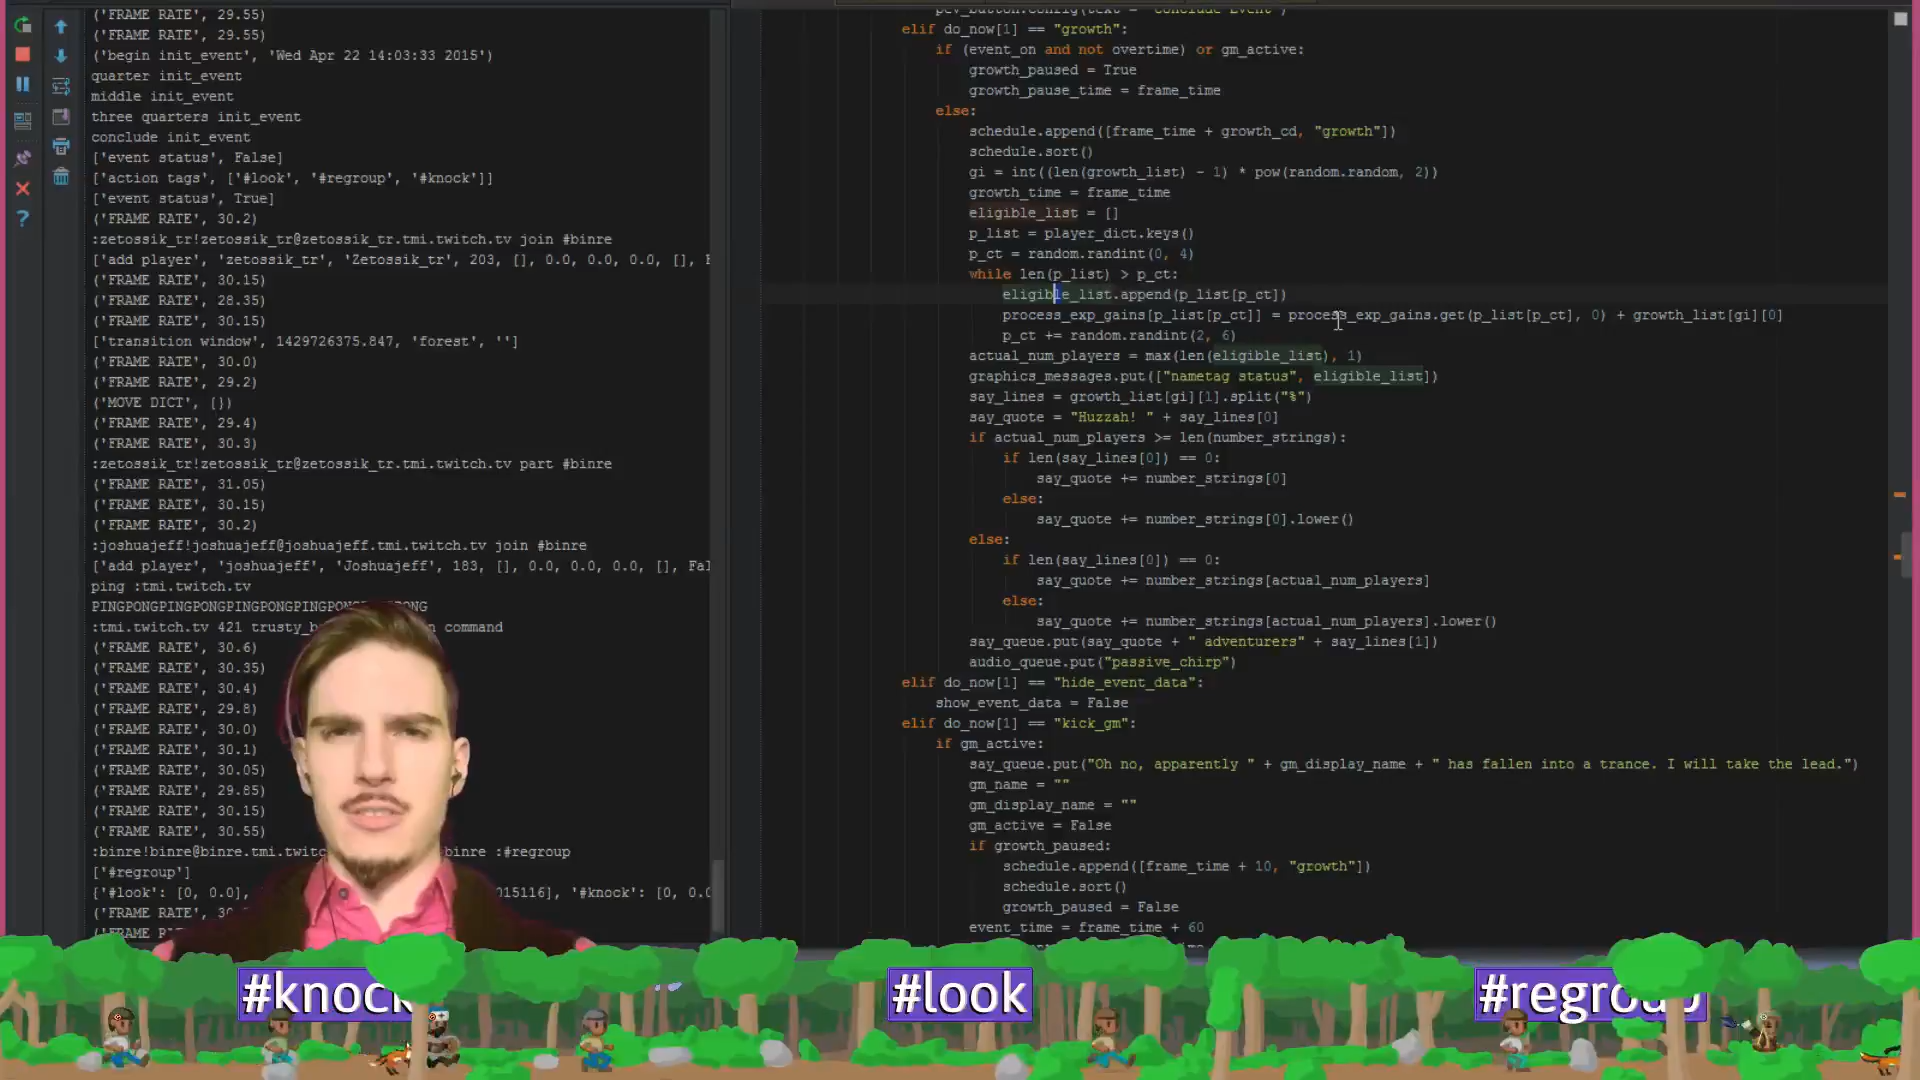 ('FRAME RATE', 29.55)
('FRAME RATE', 29.55)
('begin init_event', 'Wed Apr 22 14:03:33 2015')
quarter init_event
middle init_event
three quarters init_event
conclude init_event
['event status', False]
['action tags', ['#look', '#regroup', '#knock']]
['event status', True]
('FRAME RATE', 30.2)
:zetossik_tr!zetossik_tr@zetossik_tr.tmi.twitch.tv join #binre
['add player', 'zetossik_tr', 'Zetossik_tr', 203, [], 0.0, 0.0, 0.0, [],
('FRAME RATE', 30.15)
('FRAME RATE', 28.35)
('FRAME RATE', 30.15)
['transition window', 1429726375.847, 'forest', '']
('FRAME RATE', 30.0)
('FRAME RATE', 29.2)
('MOVE DICT', {})
('FRAME RATE', 29.4)
('FRAME RATE', 30.3)
:zetossik_tr!zetossik_tr@zetossik_tr.tmi.twitch.tv part #binre
('FRAME RATE', 31.05)
('FRAME RATE', 30.15)
('FRAME RATE', 30.2)
:joshuajeff!joshuajeff@joshuajeff.tmi.twitch.tv join #binre
['add player', 'joshuajeff', 'Joshuajeff', 183, [], 0.0, 0.0, 0.0, [], Fal
ping :tmi.twitch.tv
:tmi.twitch.tv 421 command
('FRAME RATE', 30.6)
('FRAME RATE', 30.35)
('FRAME RATE', 30.4)
('FRAME RATE', 29.8)
('FRAME RATE', 30.0)
('FRAME RATE', 30.1)
('FRAME RATE', 30.05)
('FRAME RATE', 29.85)
('FRAME RATE', 30.15)
('FRAME RATE', 30.55)
:binre!binre@binre.tmi.twitc binre :#regroup
['#regroup']
['#look': [0, 0.0], 015116], '#knock': [0, 0.0
('FRAME
elif do_now[1] == "growth":
if (event_on and not overtime) or gm_active:
growth_paused = True
growth_pause_time = frame_time
else:
schedule.append([frame_time + growth_cd, "growth"])
schedule.sort()
gi = int((len(growth_list) - 1) * pow(random.random, 2))
growth_time = frame_time
eligible_list = []
p_list = player_dict.keys()
p_ct = random.randint(0, 4)
while len(p_list) > p_ct:
eligible_list.append(p_list[p_ct])
process_exp_gains[p_list[p_ct]] = process_exp_gains.get(p_list[p_ct], 0) + growth_list[gi][0]
p_ct += random.randint(2, 6)
actual_num_players = max(len(eligible_list), 1)
graphics_messages.put(["nametag status", eligible_list])
say_lines = growth_list[gi][1].split("%")
say_quote = "Huzzah! " + say_lines[0]
if actual_num_players >= len(number_strings):
if len(say_lines[0]) == 0:
say_quote += number_strings[0]
else:
say_quote += number_strings[0].lower()
else:
if len(say_lines[0]) == 0:
say_quote += number_strings[actual_num_players]
else:
say_quote += number_strings[actual_num_players].lower()
say_queue.put(say_quote + " adventurers" + say_lines[1])
audio_queue.put("passive_chirp")
elif do_now[1] == "hide_event_data":
show_event_data = False
elif do_now[1] == "kick_gm":
if gm_active:
say_queue.put("Oh no, apparently " + gm_display_name + " has fallen into a trance. I will take the lead.")
gm_name = ""
gm_display_name = ""
gm_active = False
if growth_paused:
schedule.append([frame_time + 10, "growth"])
schedule.sort()
growth_paused = False
event_time = frame_time + 60
#knock #look #regroup